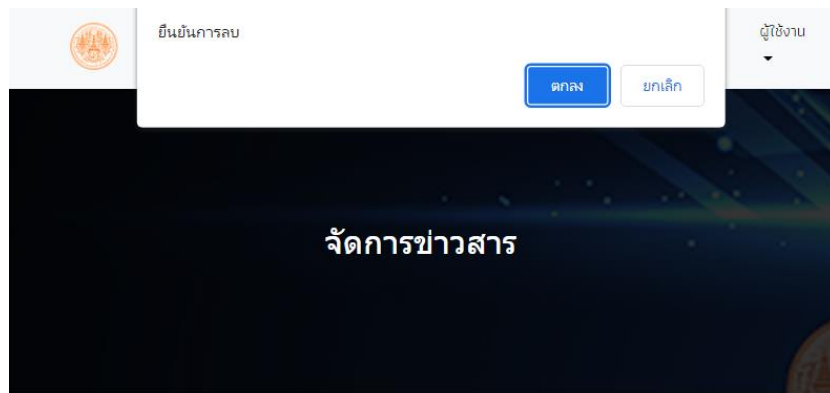 ยืนยันการลบ
ผู้ใช้งาน
ตกลง
ยกเลิก
จัดการข่าวสาร